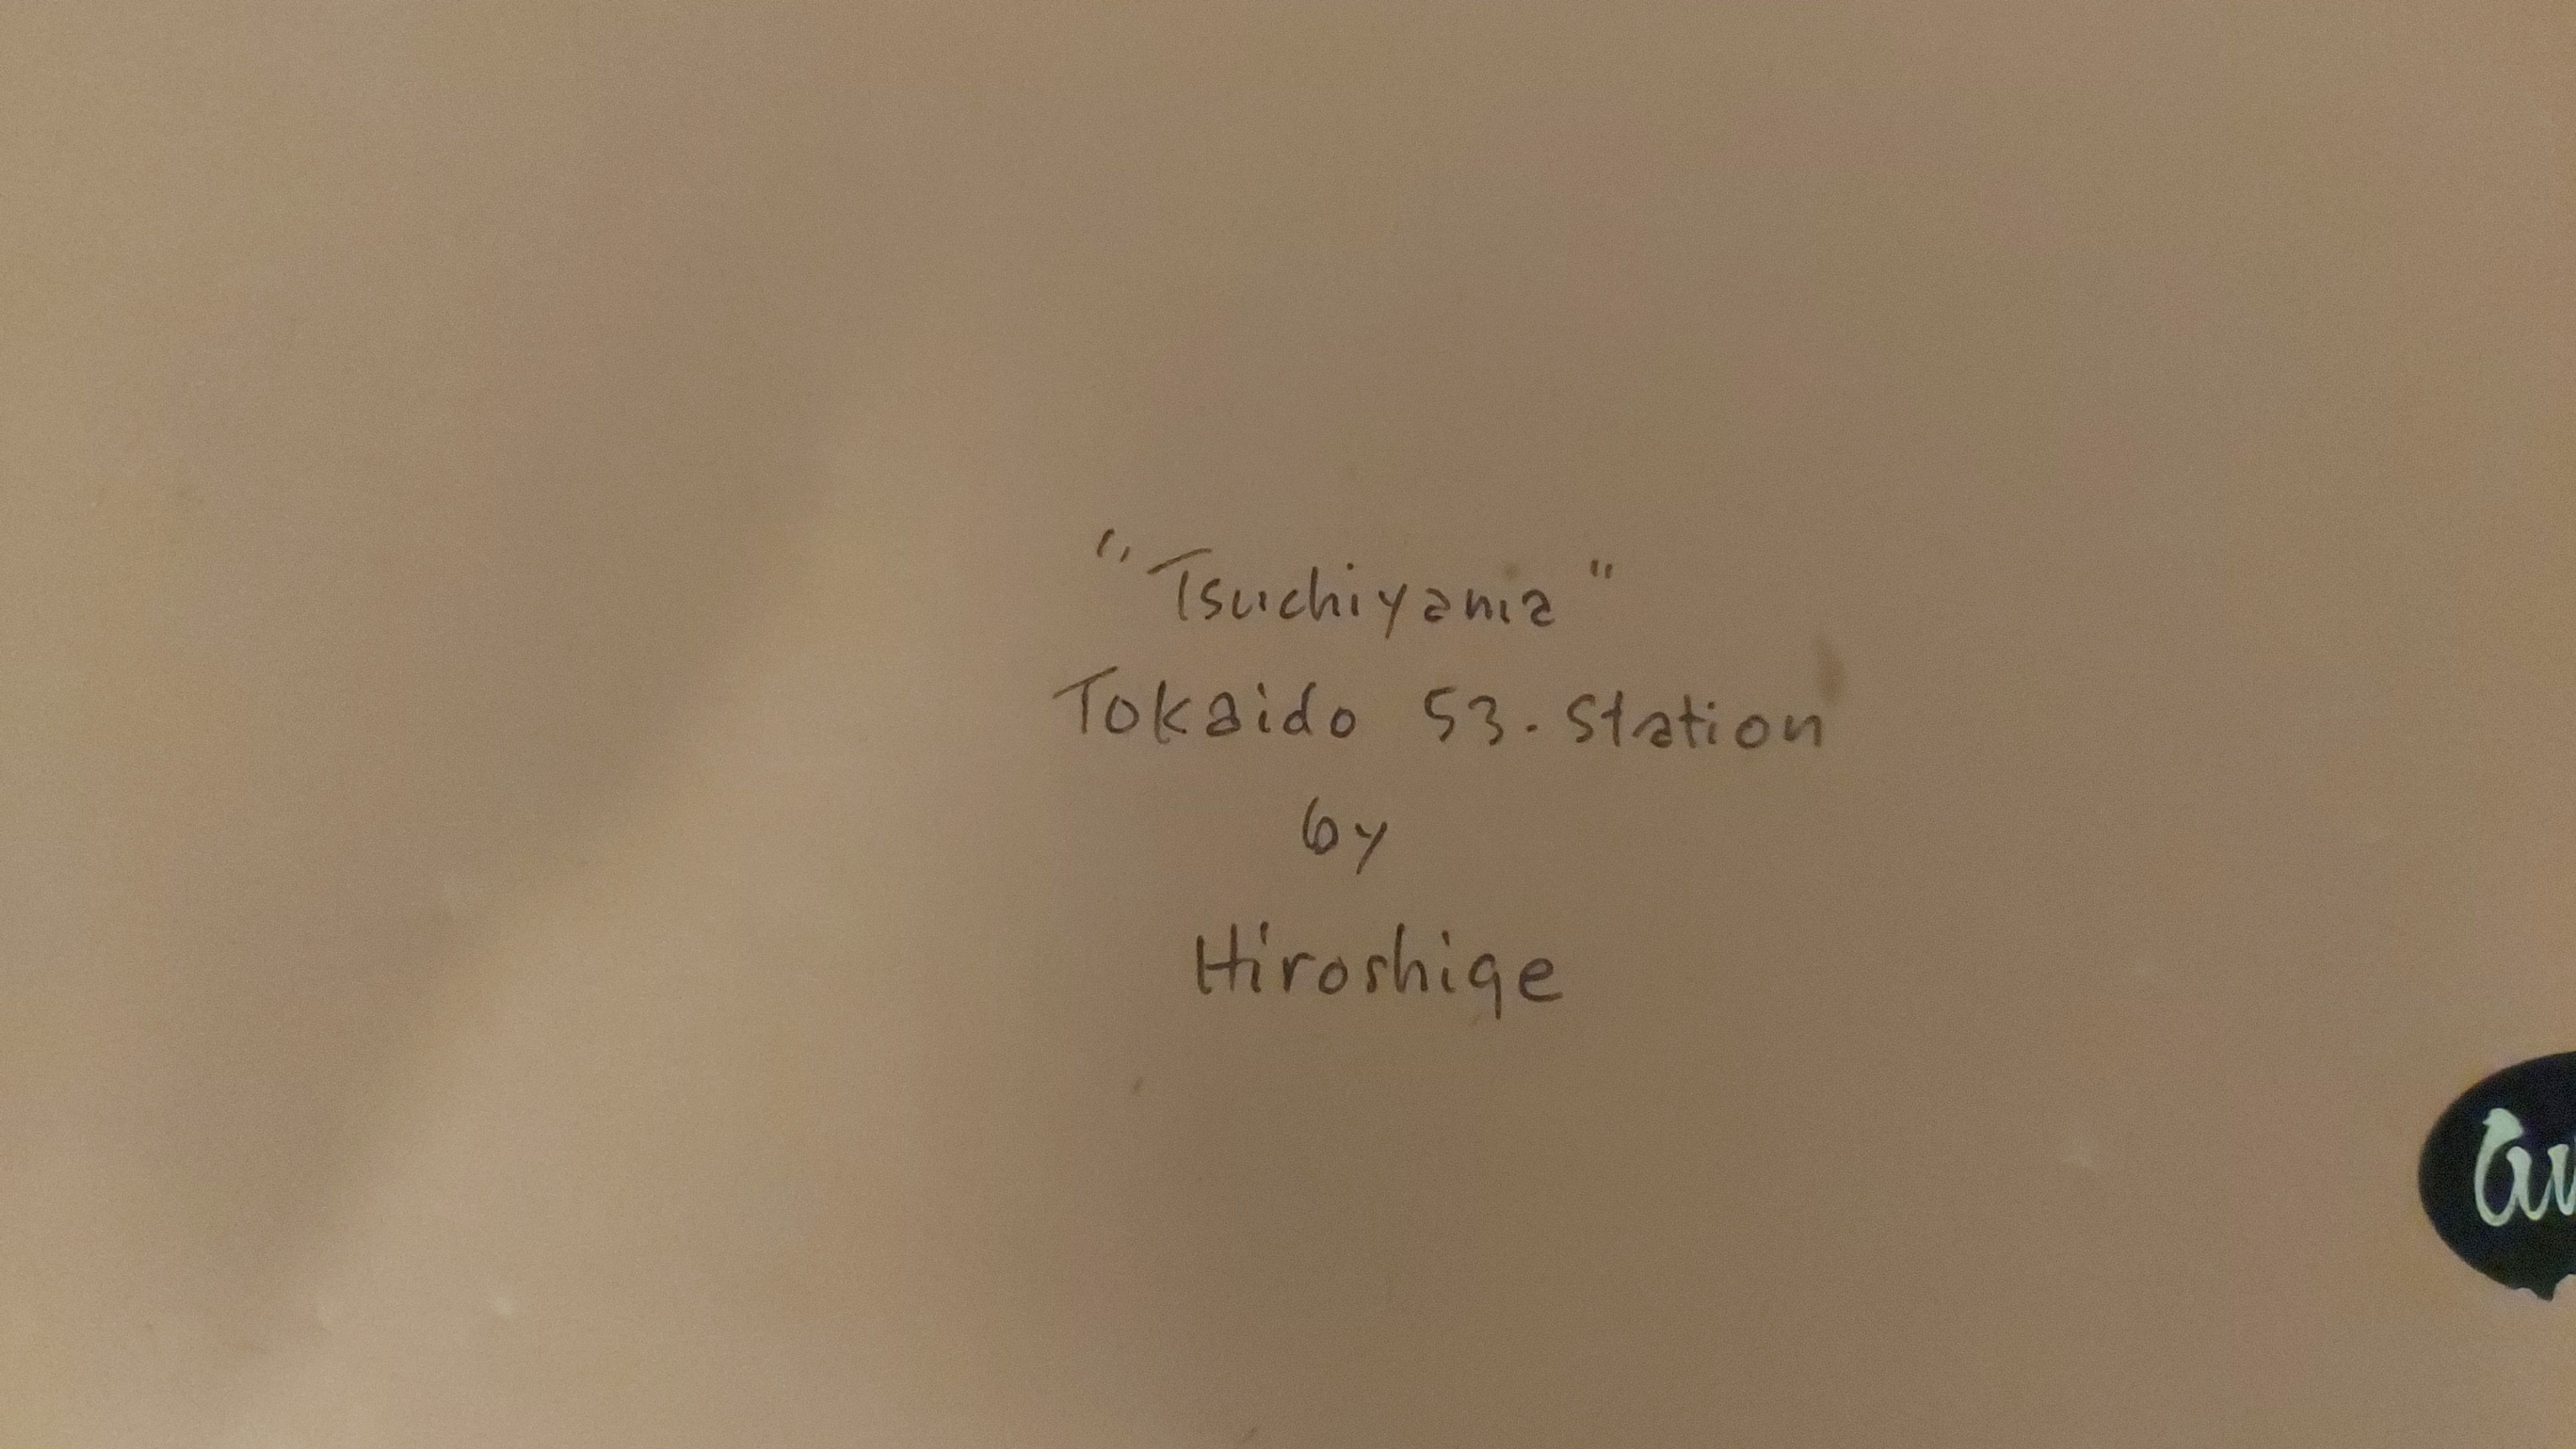 "Tsuchiyama"
Tokaido 53. Station
by
Hiroshige